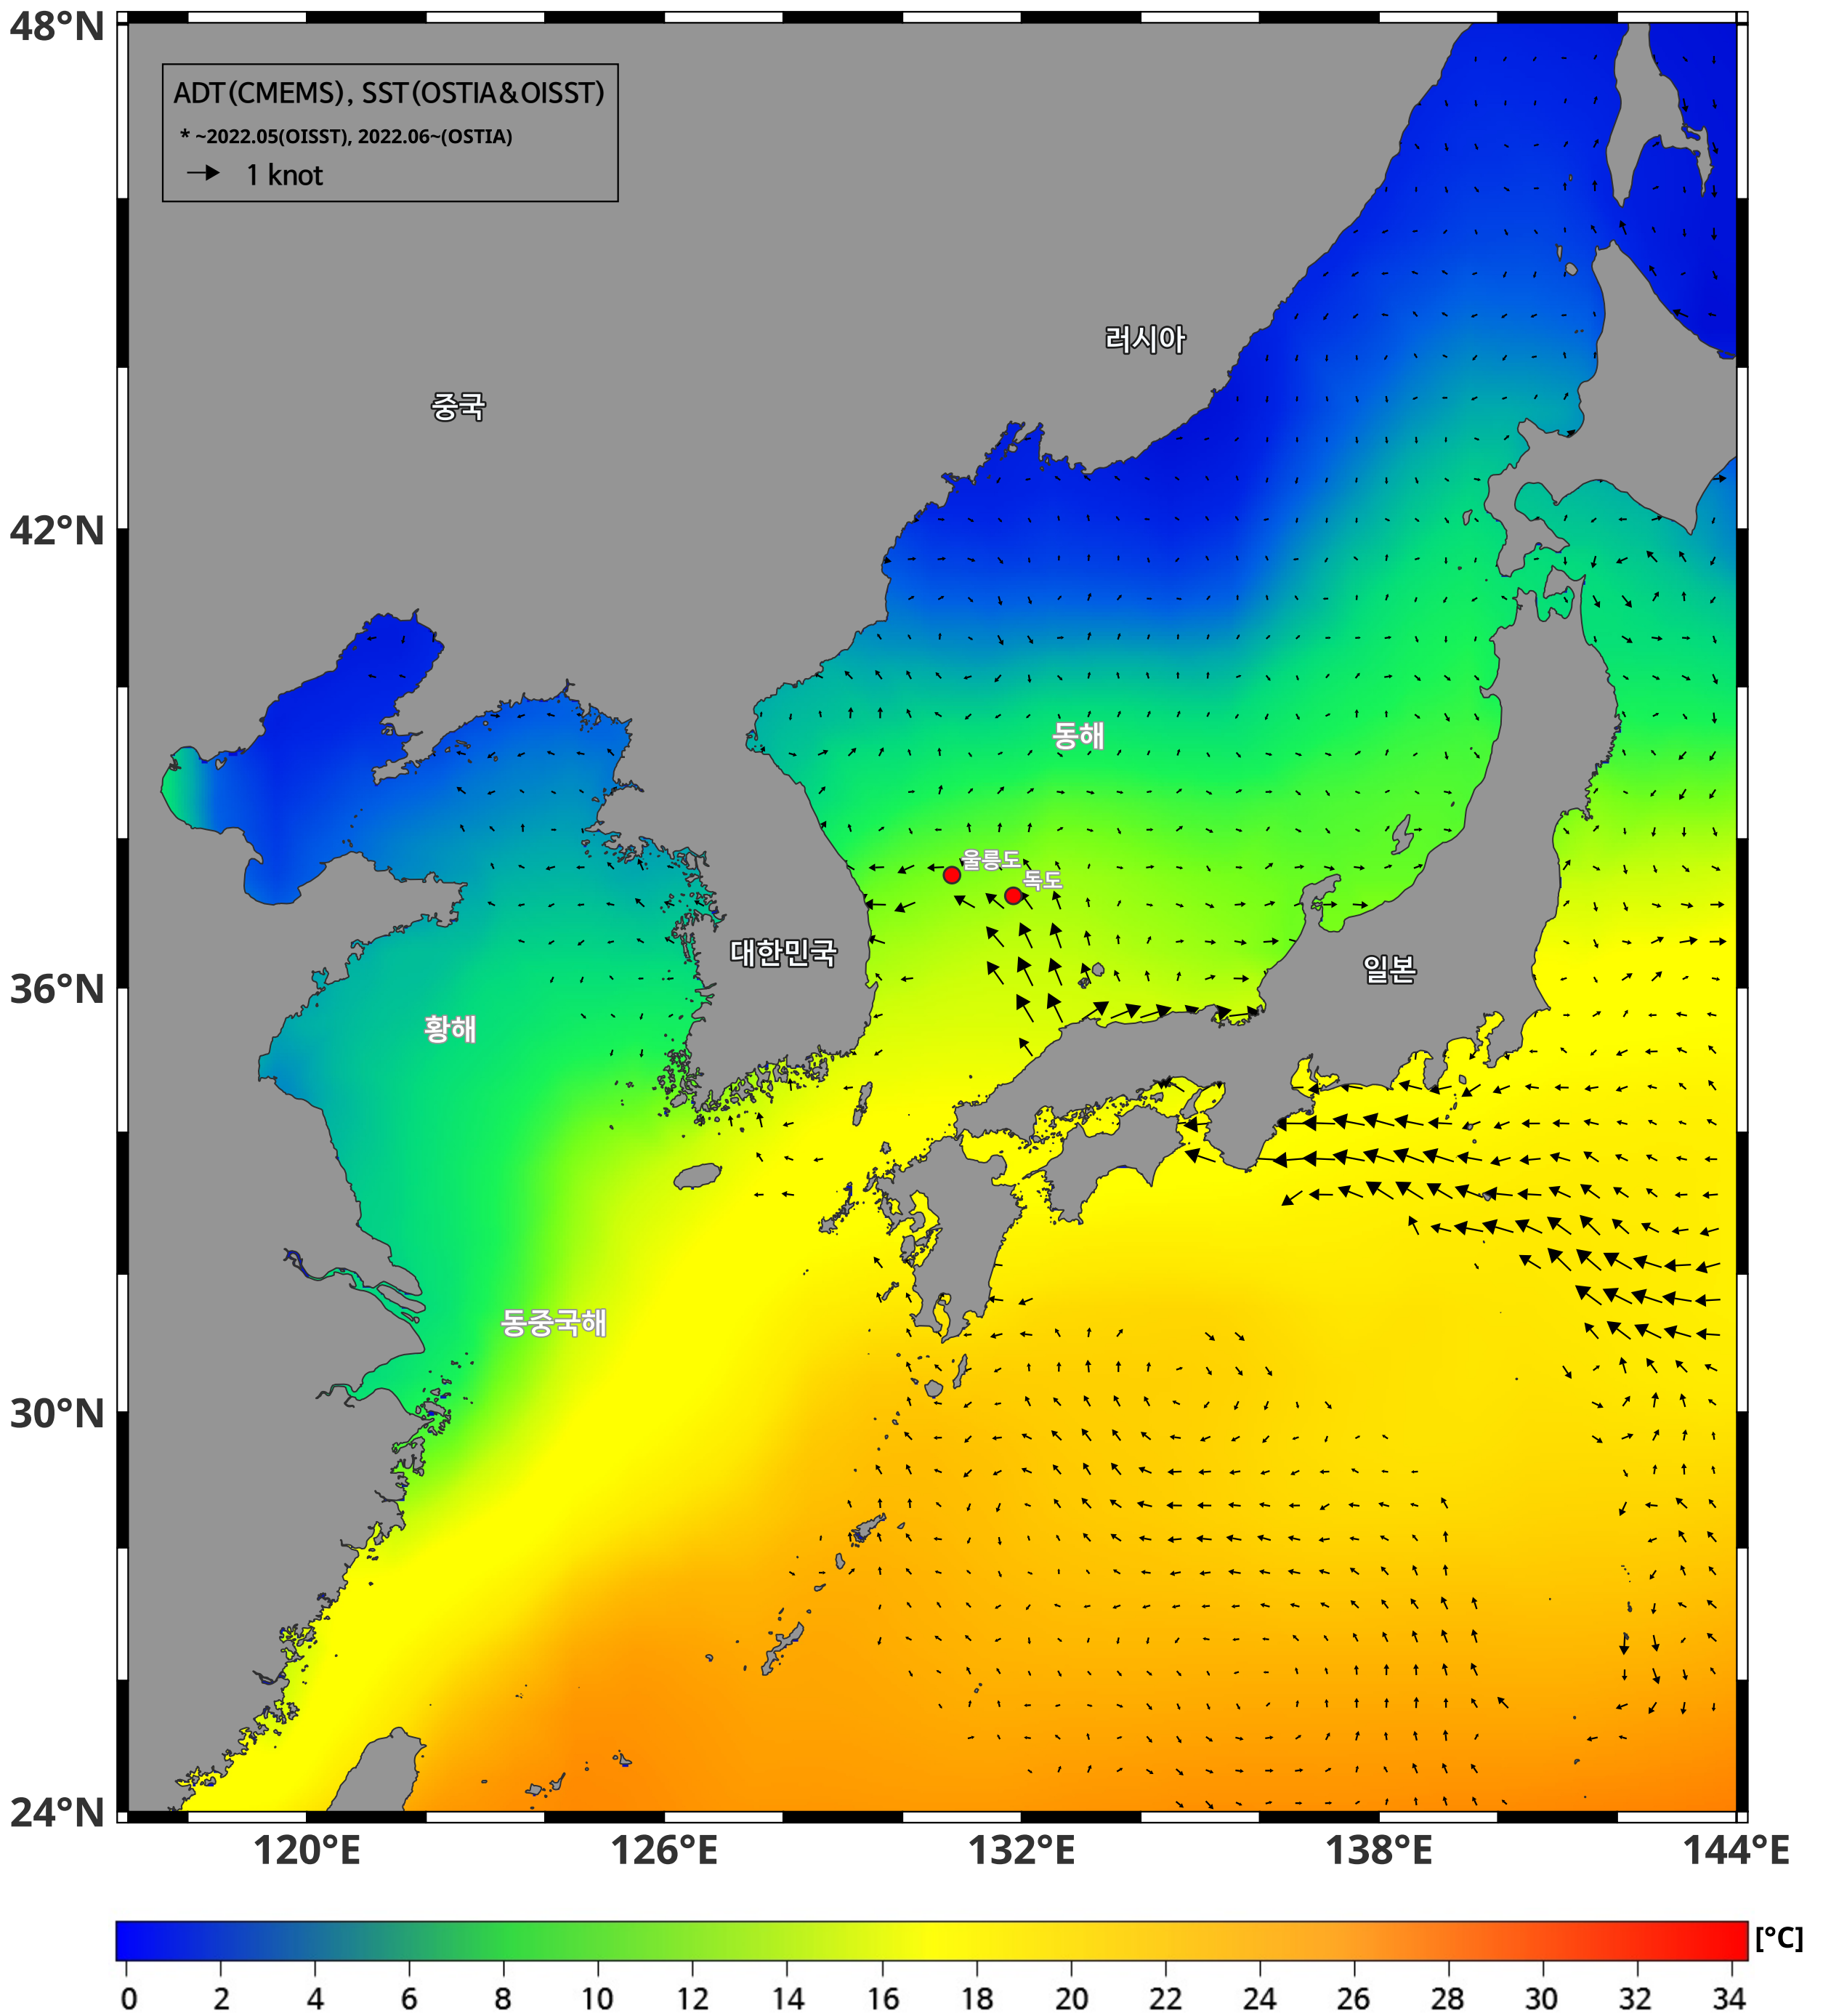 48°N
ADT(CMEMS), SST(OSTIA&OISST)
* ~2022.05(OISST), 2022.06~(OSTIA)
1 knot
러시아
중국
42°N
동해
울릉도
독도
대한민국
일본
36°N
황해
동중국해
30°N
24°N
120°E 126°E 132°E 138°E 144°E
[°C]
0 2 4 6 8 10 12 14 16 18 20 22 24 26 28 30 32 34